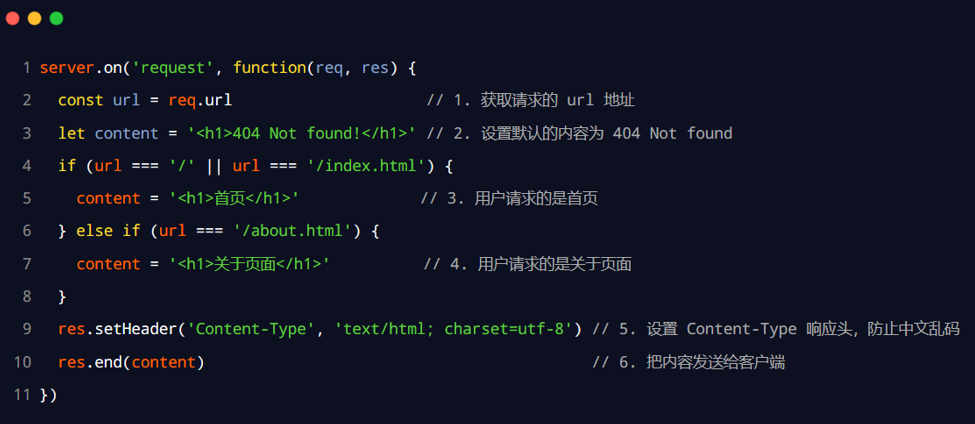 1 server.on('request', function(req, res) {
2 const url = req.url // 1. 获取请求的 url 地址
3 let content = '<h1>404 Not found!</h1>' // 2. 设置默认的内容为 404 Not found
4 if (url === '/' || url === '/index.html') {
5 content = '<h1>首页</h1>' // 3. 用户请求的是首页
6 } else if (url === '/about.html') {
7 content = '<h1>关于页面</h1>' // 4. 用户请求的是关于页面
8 }
9 res.setHeader('Content-Type', 'text/html; charset=utf-8') // 5. 设置 Content-Type 响应头，防止中文乱码
10 res.end(content) // 6. 把内容发送给客户端
11 })